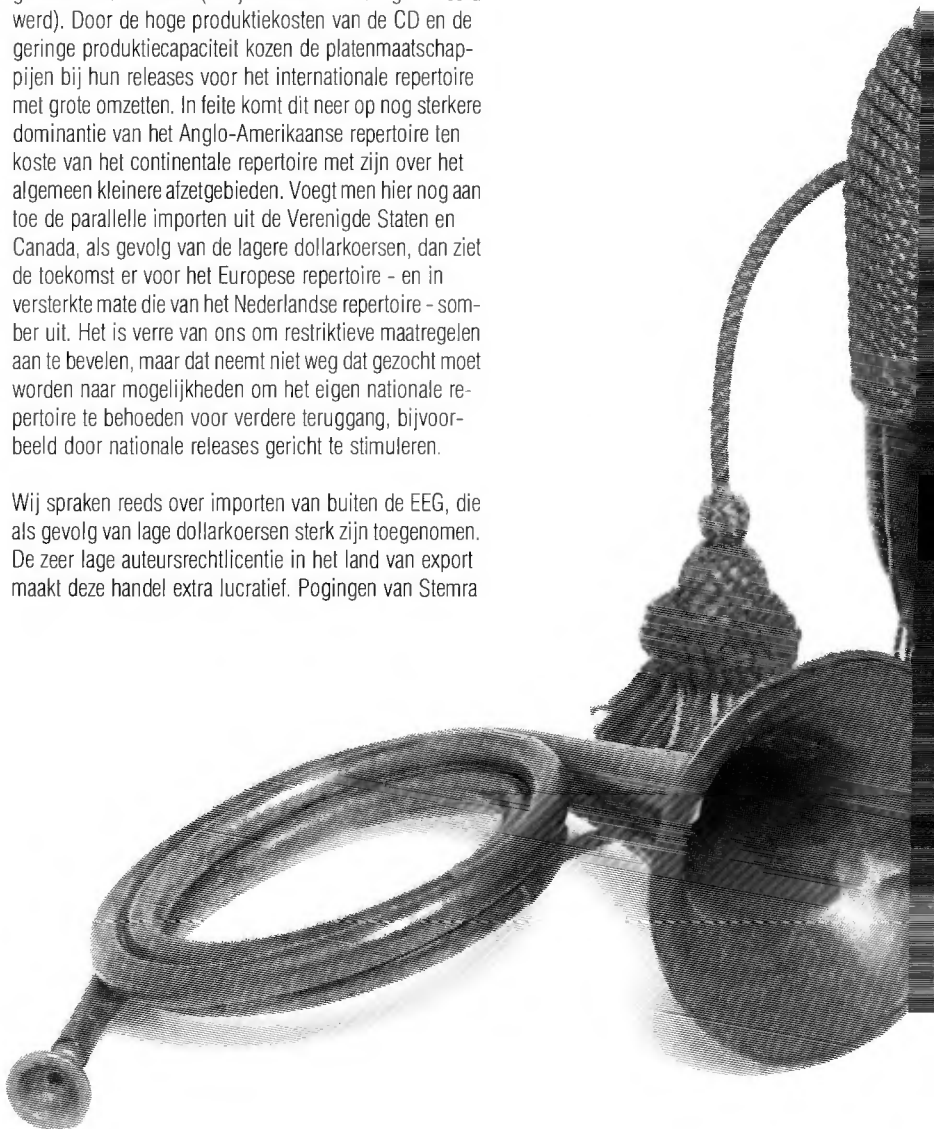 werd). Door de hoge produktiekosten van de CD en de
geringe produktiecapaciteit kozen de platenmaatschap-
pijen bij hun releases voor het internationale repertoire
met grote omzetten. In feite komt dit neer op nog sterkere
dominantie van het Anglo-Amerikaanse repertoire ten
koste van het continentale repertoire met zijn over het
algemeen kleinere afzetgebieden. Voegt men hier nog aan
toe de parallelle importen uit de Verenigde Staten en
Canada, als gevolg van de lagere dollarkoersen, dan ziet
de toekomst er voor het Europese repertoire - en in
versterkte mate die van het Nederlandse repertoire - som-
ber uit. Het is verre van ons om restriktieve maatregelen
aan te bevelen, maar dat neemt niet weg dat gezocht moet
worden naar mogelijkheden om het eigen nationale re-
pertoire te behoeden voor verdere teruggang, bijvoor-
beeld door nationale releases gericht te stimuleren.
Wij spraken reeds over importen van buiten de EEG, die
als gevolg van lage dollarkoersen sterk zijn toegenomen.
De zeer lage auteursrechtlicentie in het land van export
maakt deze handel extra lucratief. Pogingen van Stemra